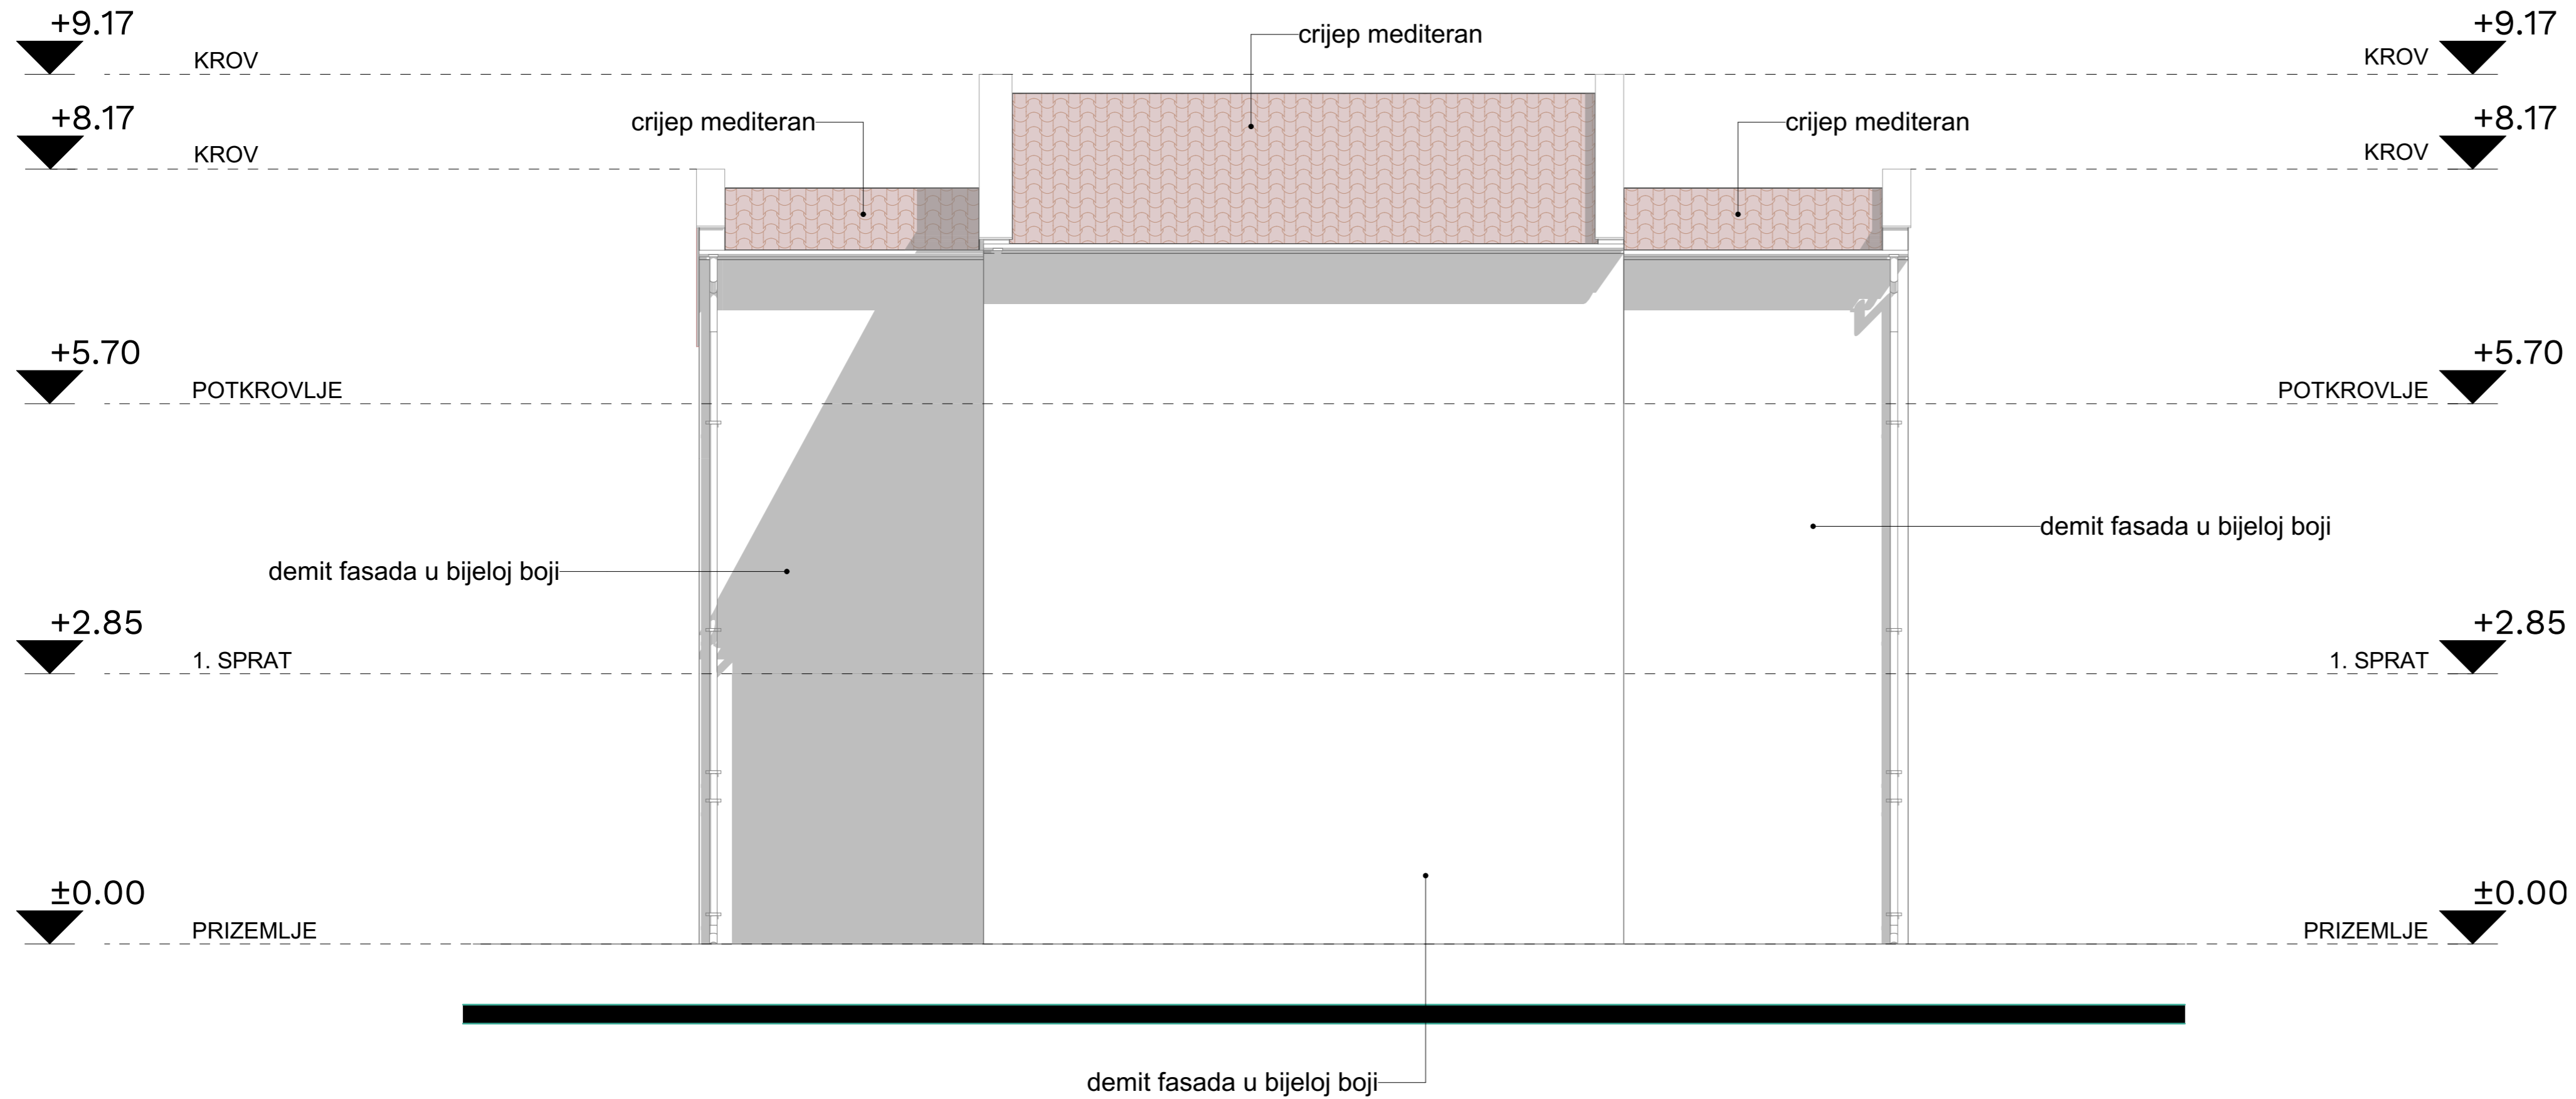 +9.17 +9.17
crijep mediteran
KROV KROV
+8.17 +8.17
crijep mediteran crijep mediteran
KROV KROV
+5.70 +5.70
POTKROVLJE POTKROVLJE
demit fasada u bijeloj boji
demit fasada u bijeloj boji
+2.85 +2.85
1. SPRAT 1. SPRAT
±0.00 ±0.00
PRIZEMLJE PRIZEMLJE
demit fasada u bijeloj boji